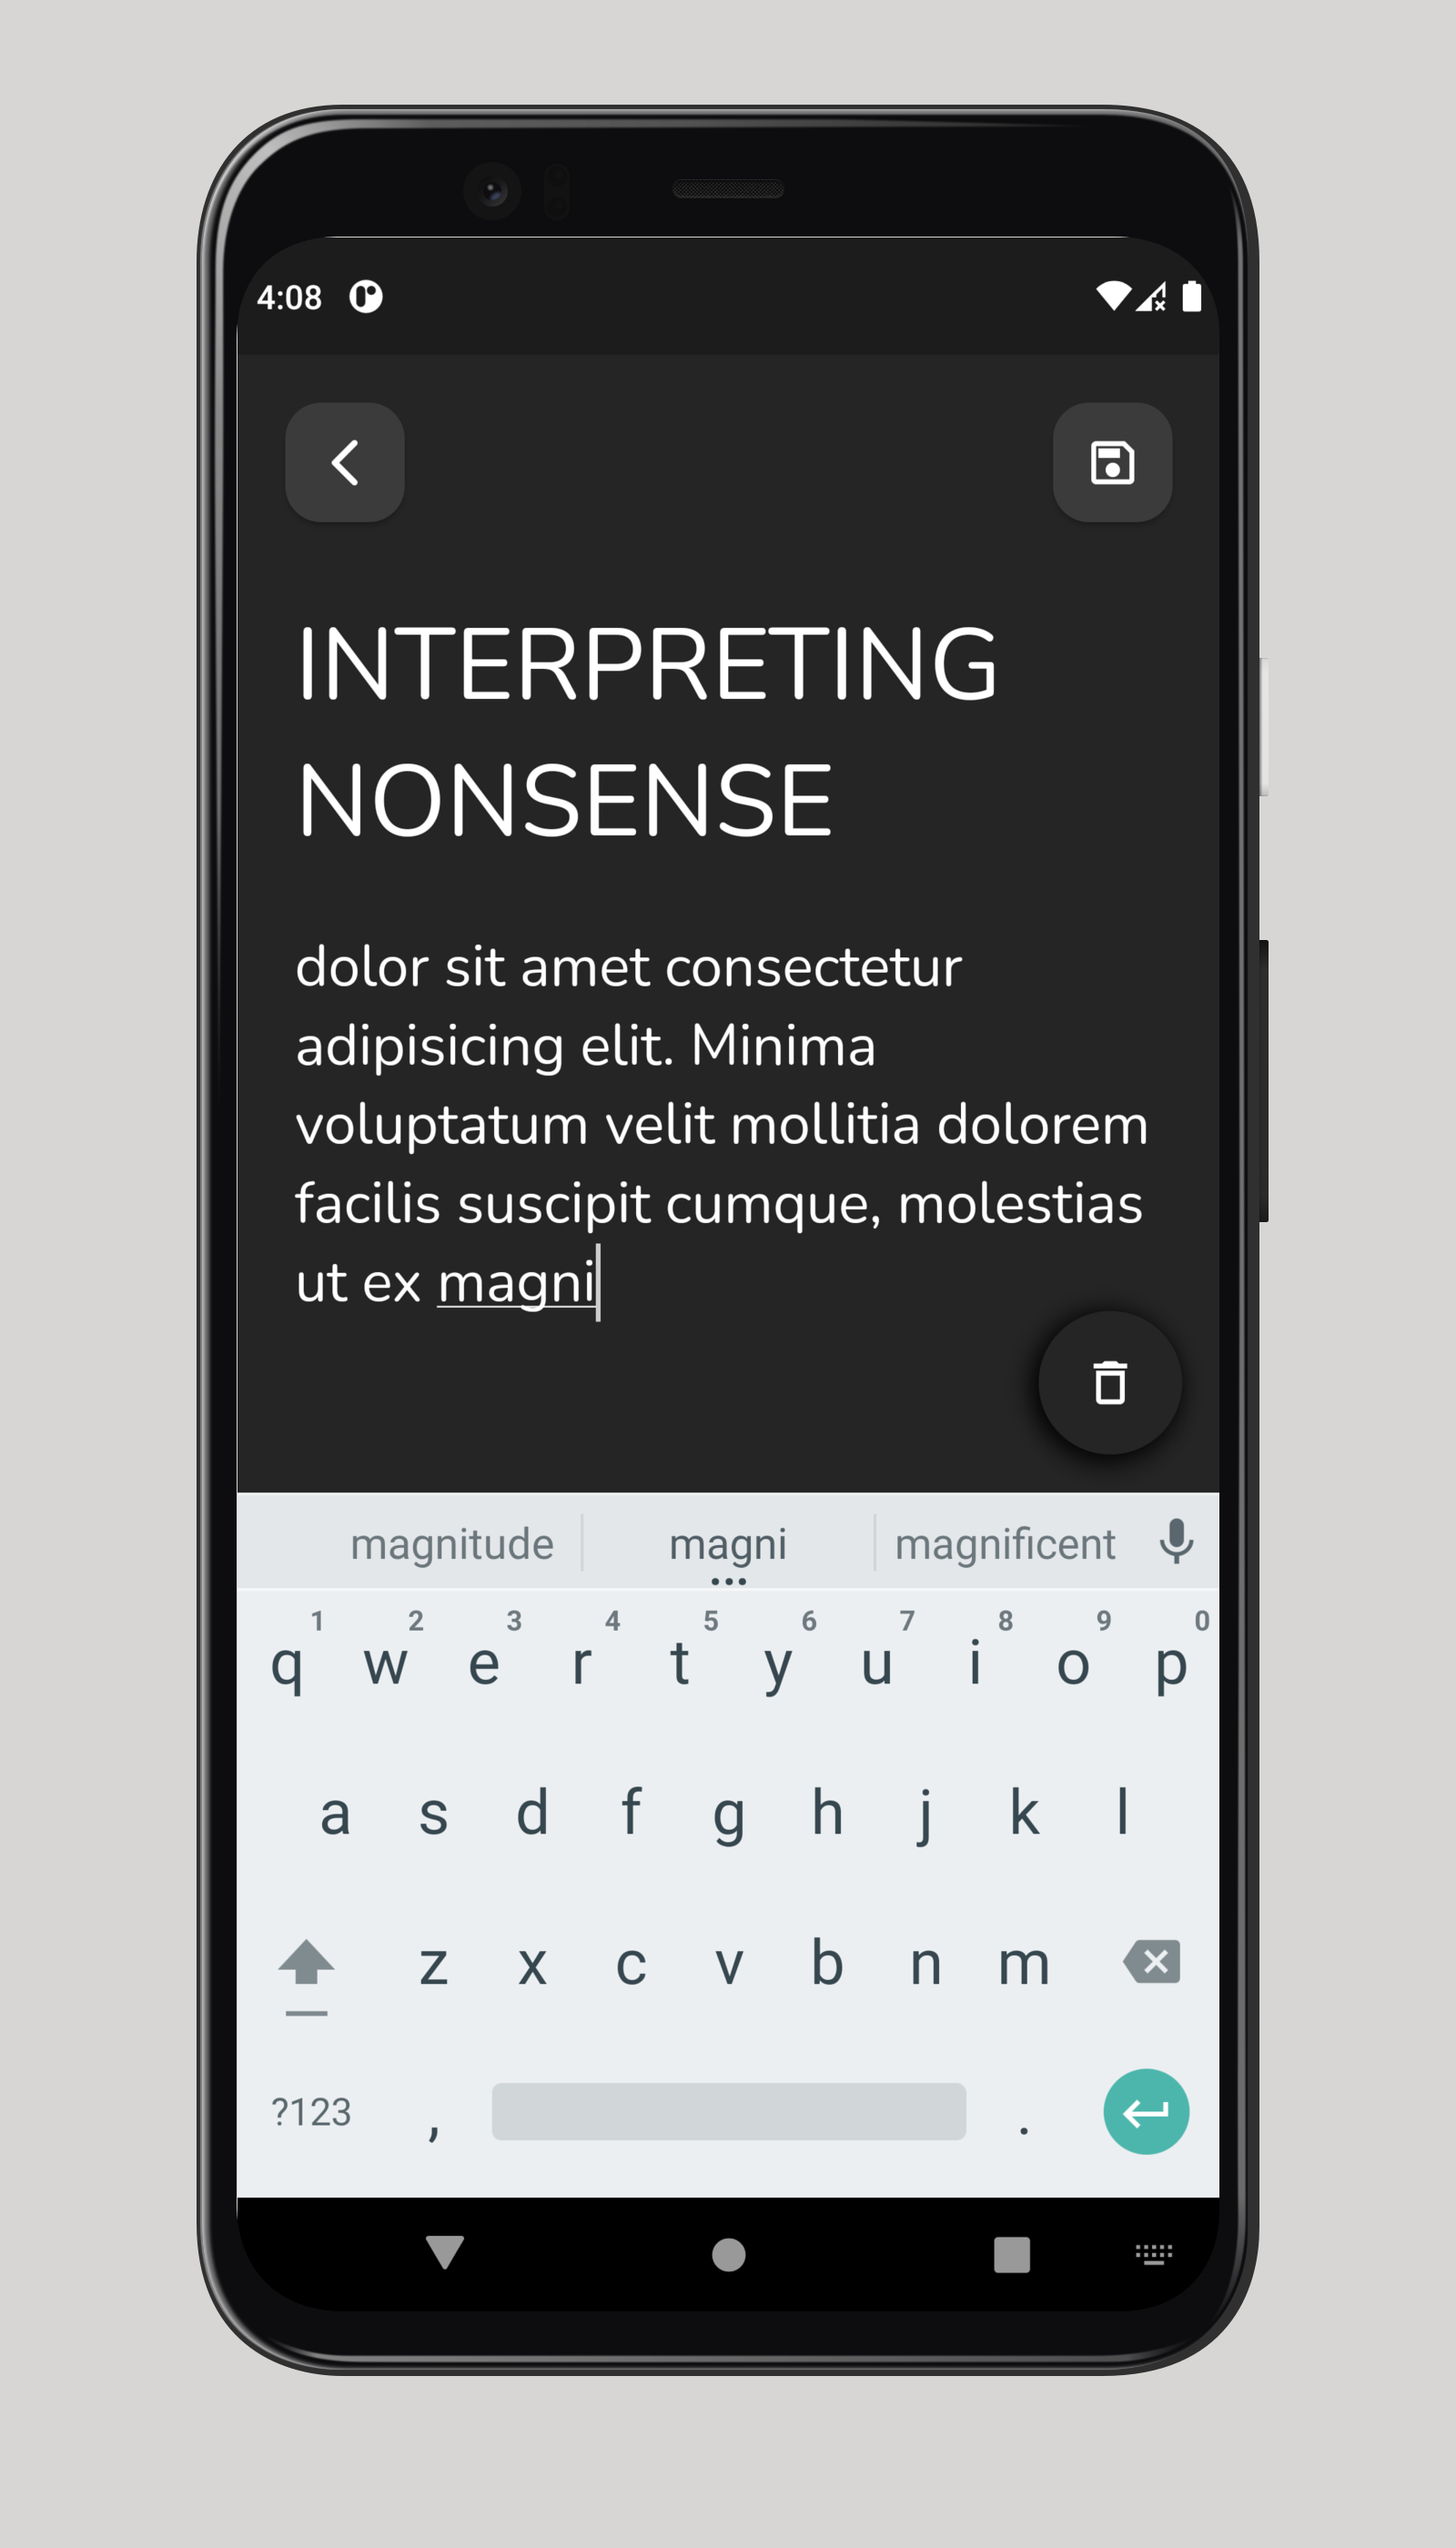 4:08
INTERPRETING
NONSENSE
dolor sit amet consectetur
adipisicing elit. Minima
voluptatum velit mollitia dolorem
facilis suscipit cumque, molestias
ut ex magni
magnitude magni magnificent
1 2 3 4 5 6 7 8 9 0
q w e r t y u i o p
a s d f g h j k l
z x c v b n m
?123 , .